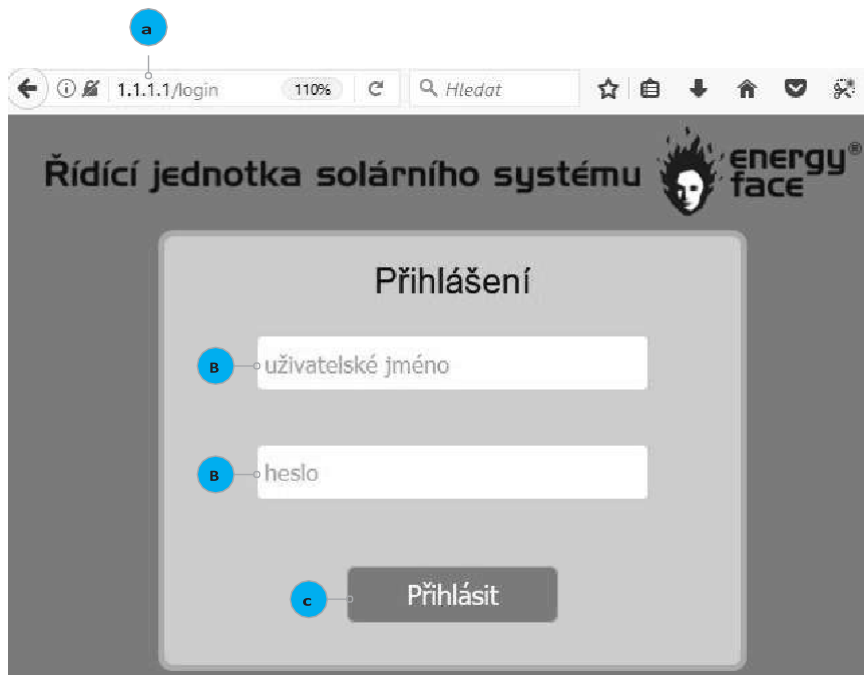 a
1.1.1.1/login 110% Hledat
Řídící jednotka solárního systému energy®
face
Přihlášení
B uživatelské jméno
B heslo
c Přihlásit